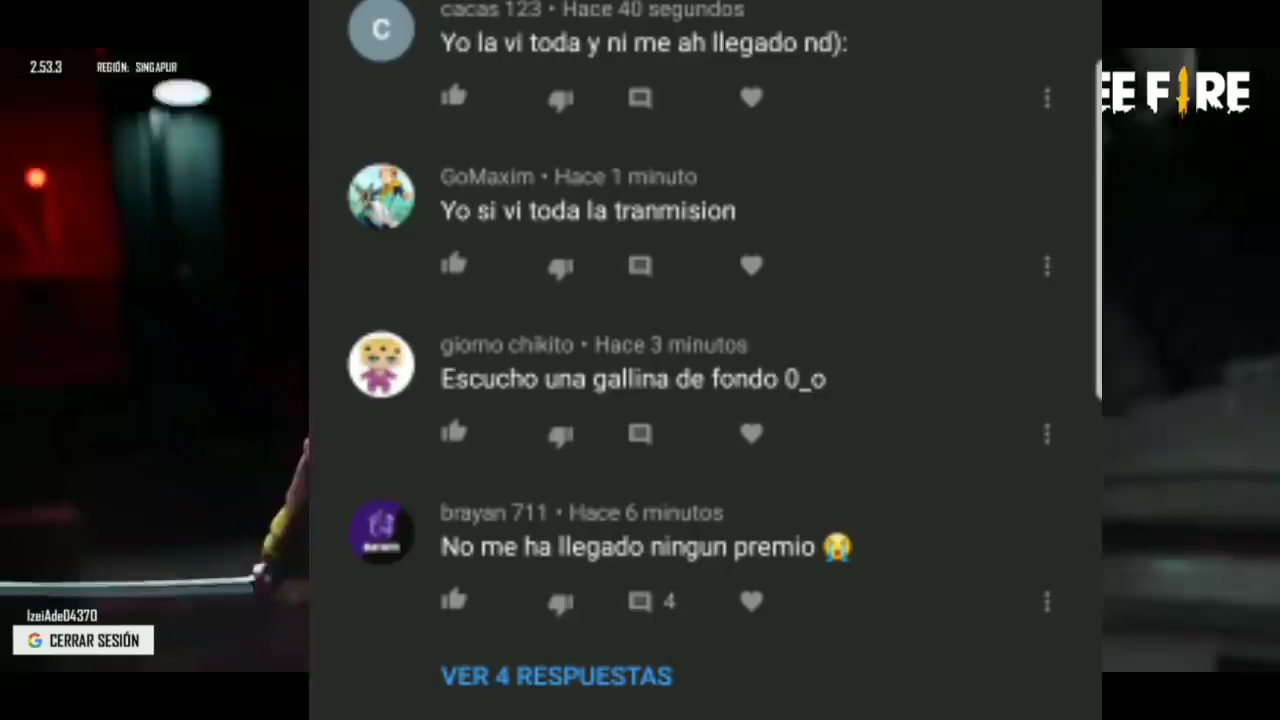 cacas 123 • Hace 40 segundos
Yo la vi toda y ni me ah llegado nd):
2.53.3
REGIÓN: SINGAPUR
EE FIRE
GoMaxim • Hace 1 minuto
Yo si vi toda la tranmision
giorno chikito • Hace 3 minutos
Escucho una gallina de fondo 0_o
brayan 711 • Hace 6 minutos
No me ha llegado ningun premio 😭
4
IzeiAde04370
G CERRAR SESIÓN
VER 4 RESPUESTAS